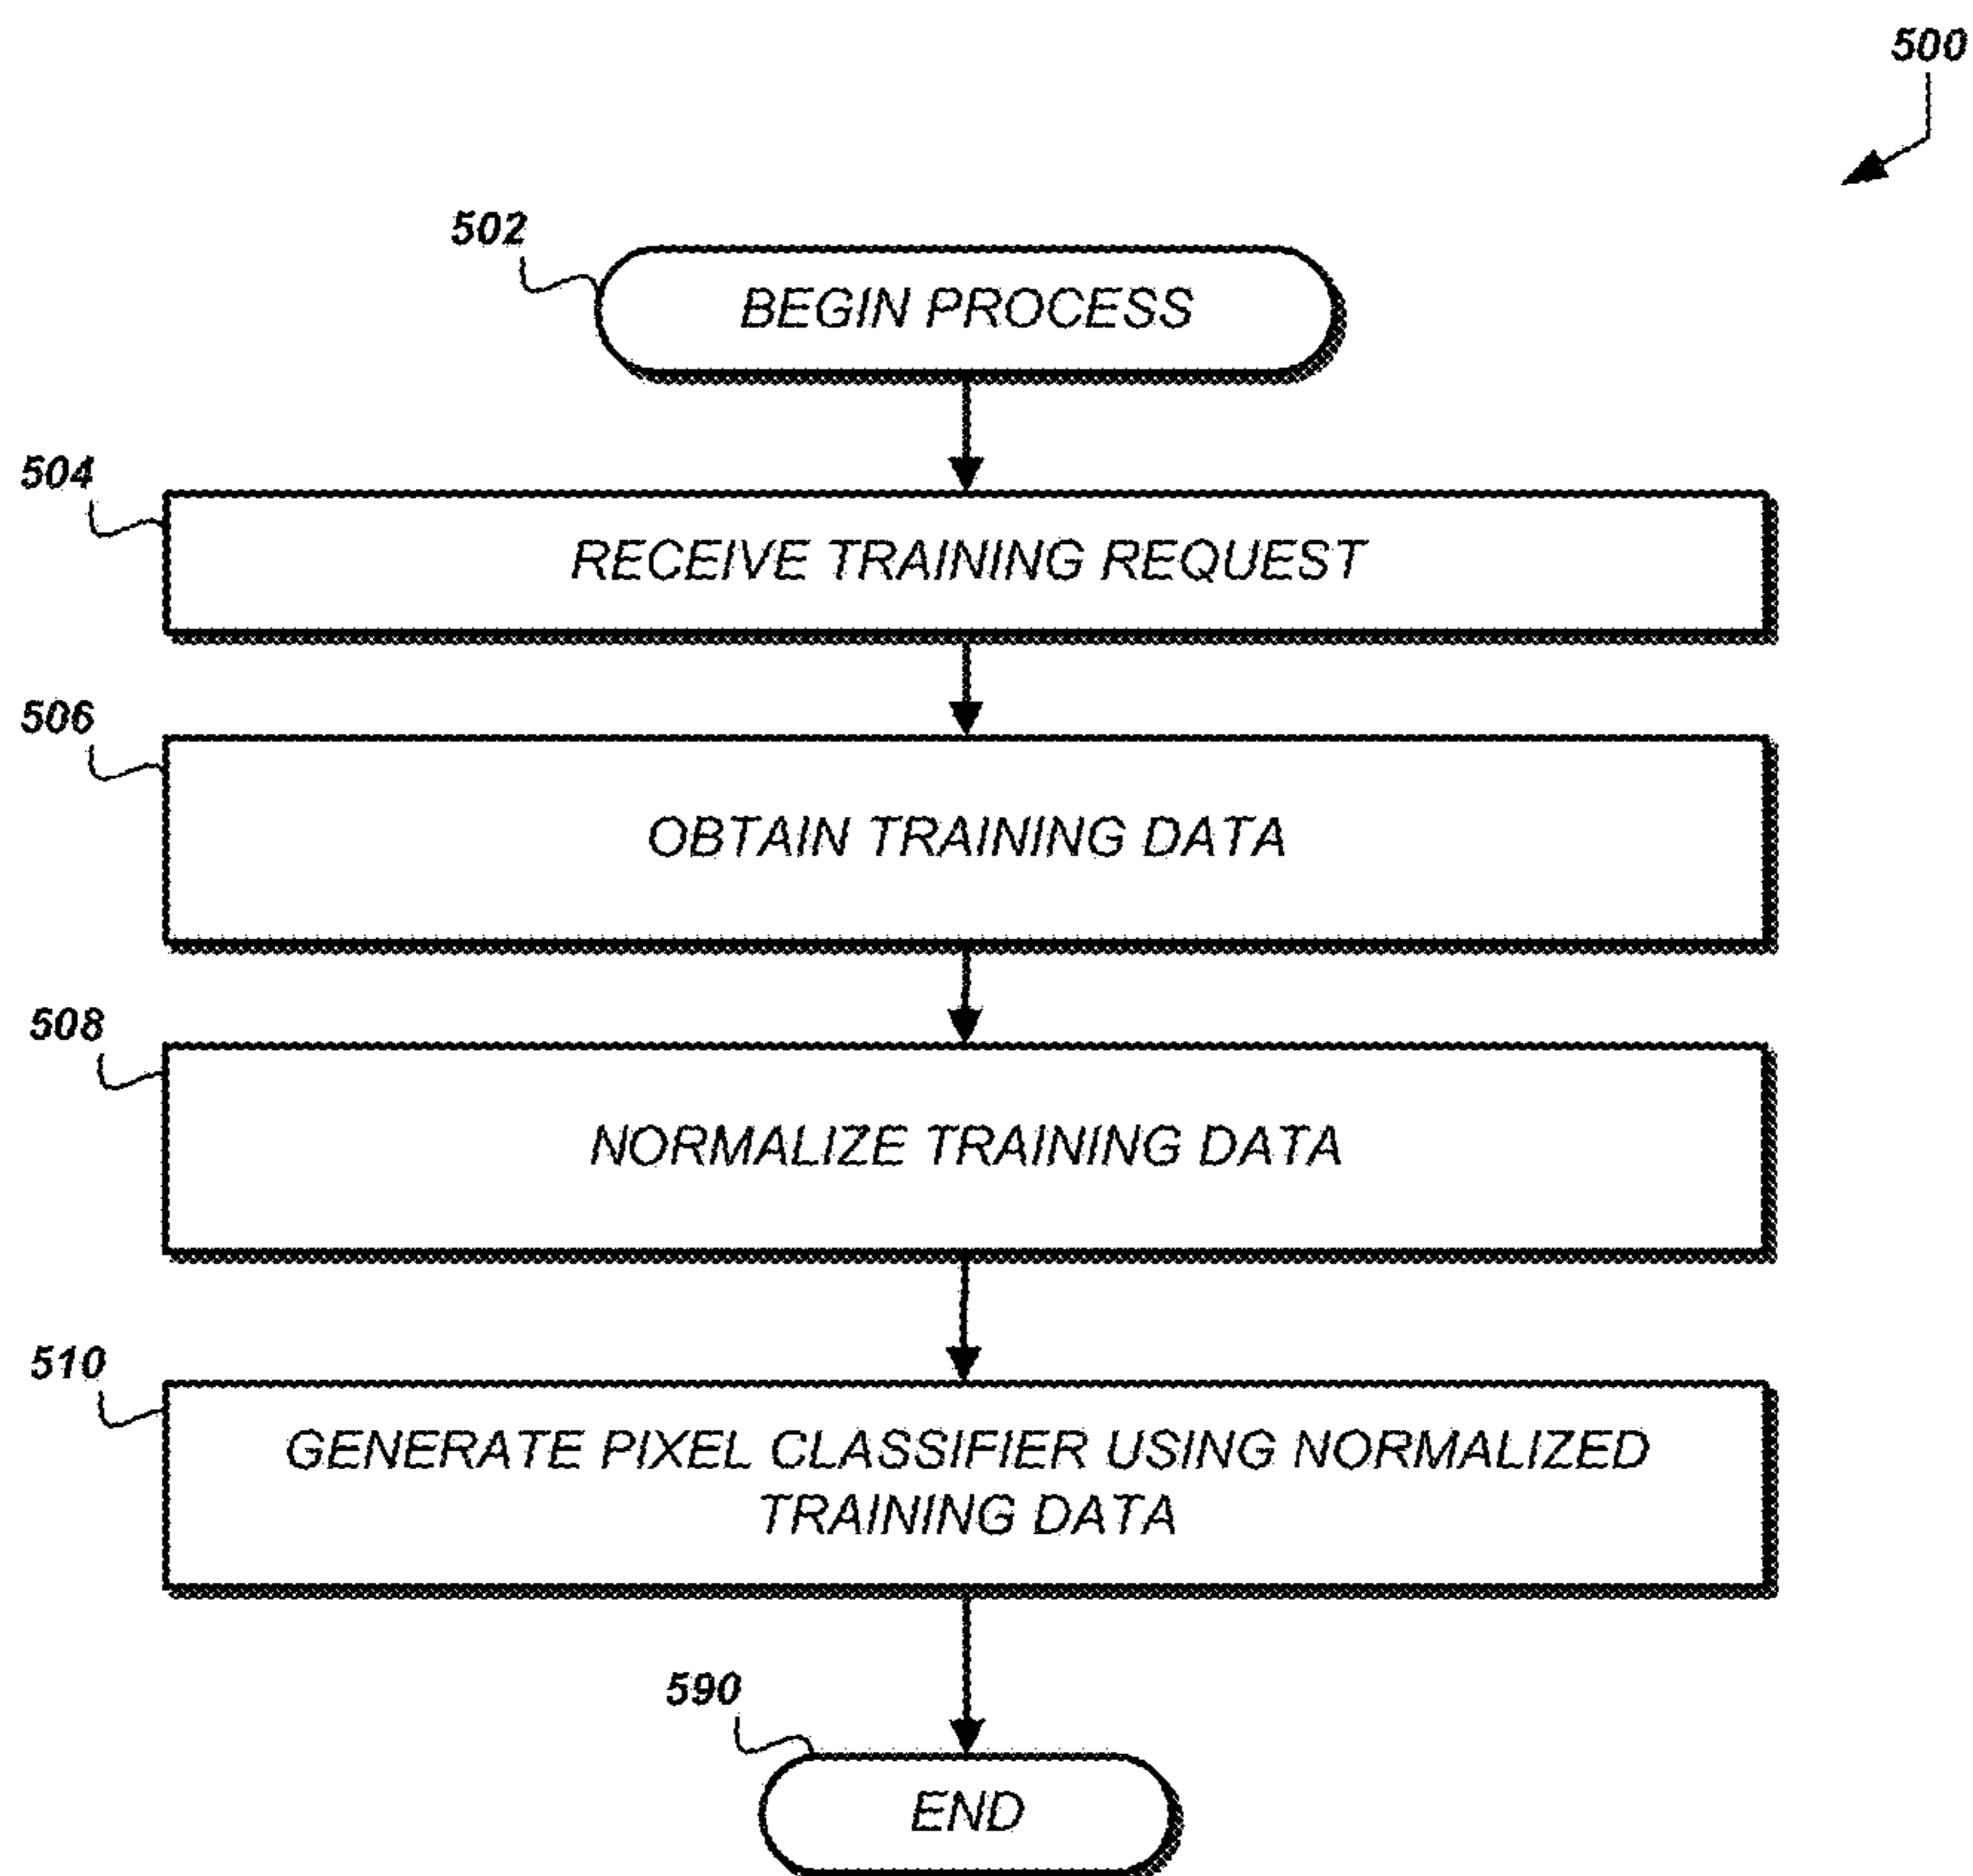 500
502
BEGIN PROCESS
504
RECEIVE TRAINING REQUEST
506
OBTAIN TRAINING DATA
508
NORMALIZE TRAINING DATA
510
GENERATE PIXEL CLASSIFIER USING NORMALIZED
TRAINING DATA
590
END